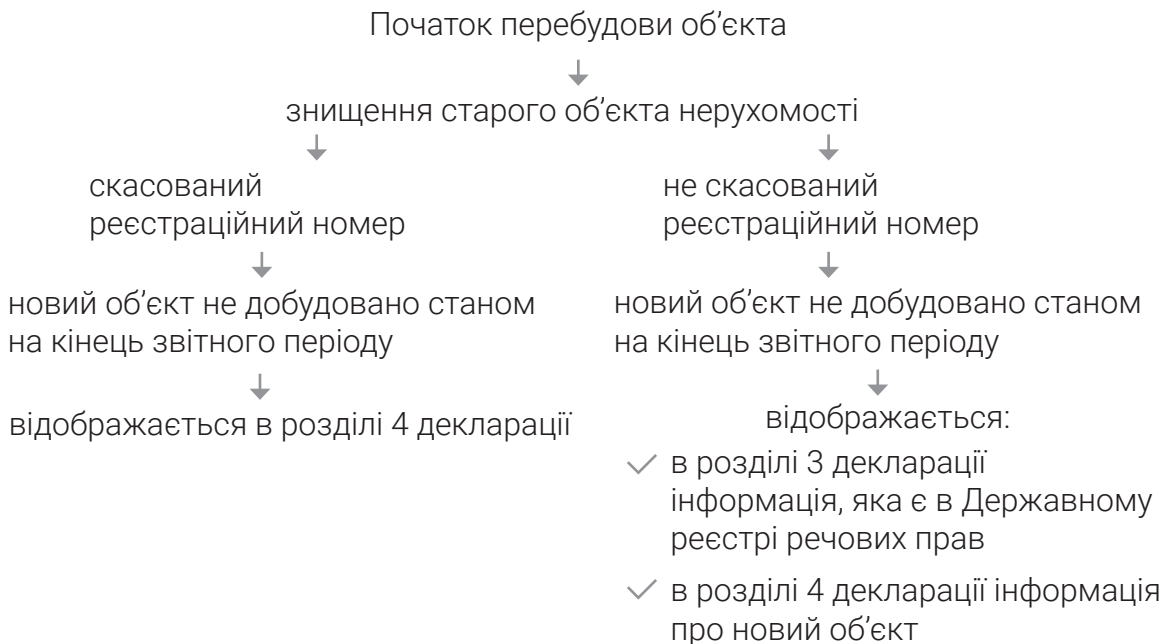 Початок перебудови об’єкта
знищення старого об’єкта нерухомості
скасований
реєстраційний номер
новий об’єкт не добудовано станом
на кінець звітного періоду
відображається в розділі 4 декларації
не скасований
реєстраційний номер
новий об’єкт не добудовано станом
на кінець звітного періоду
відображається:
в розділі 3 декларації
інформація, яка є в Державному
реєстрі речових прав
в розділі 4 декларації інформація
про новий об’єкт